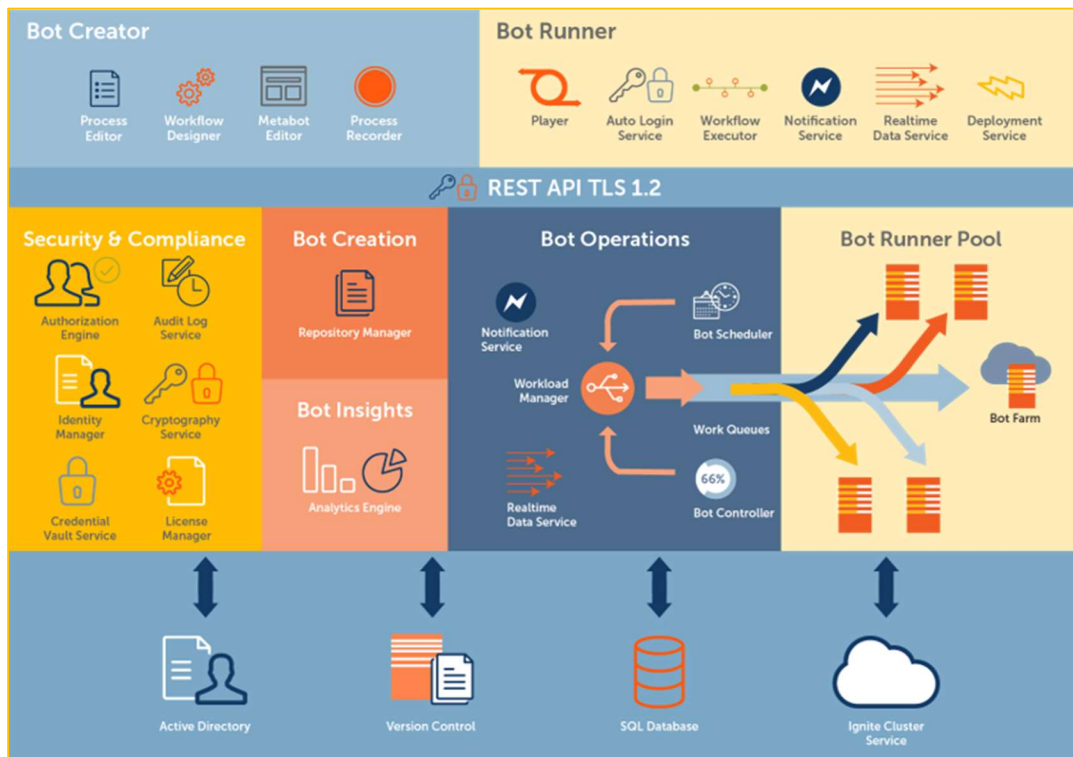 Bot Creator
Process
Editor
Workflow
Designer
Metabot
Editor
Process
Recorder
Bot Runner
Player
Auto Login
Service
Workflow
Executor
Notification
Service
Realtime
Data Service
Deployment
Service
REST API TLS 1.2
Security & Compliance
Authorization
Engine
Audit Log
Service
Identity
Manager
Cryptography
Service
Credential
Vault Service
License
Manager
Bot Creation
Repository Manager
Bot Insights
Analytics Engine
Bot Operations
Notification
Service
Bot Scheduler
Workload
Manager
Work Queues
Realtime
Data Service
66%
Bot Controller
Bot Runner Pool
Bot Farm
Active Directory
Version Control
SQL Database
Ignite Cluster
Service